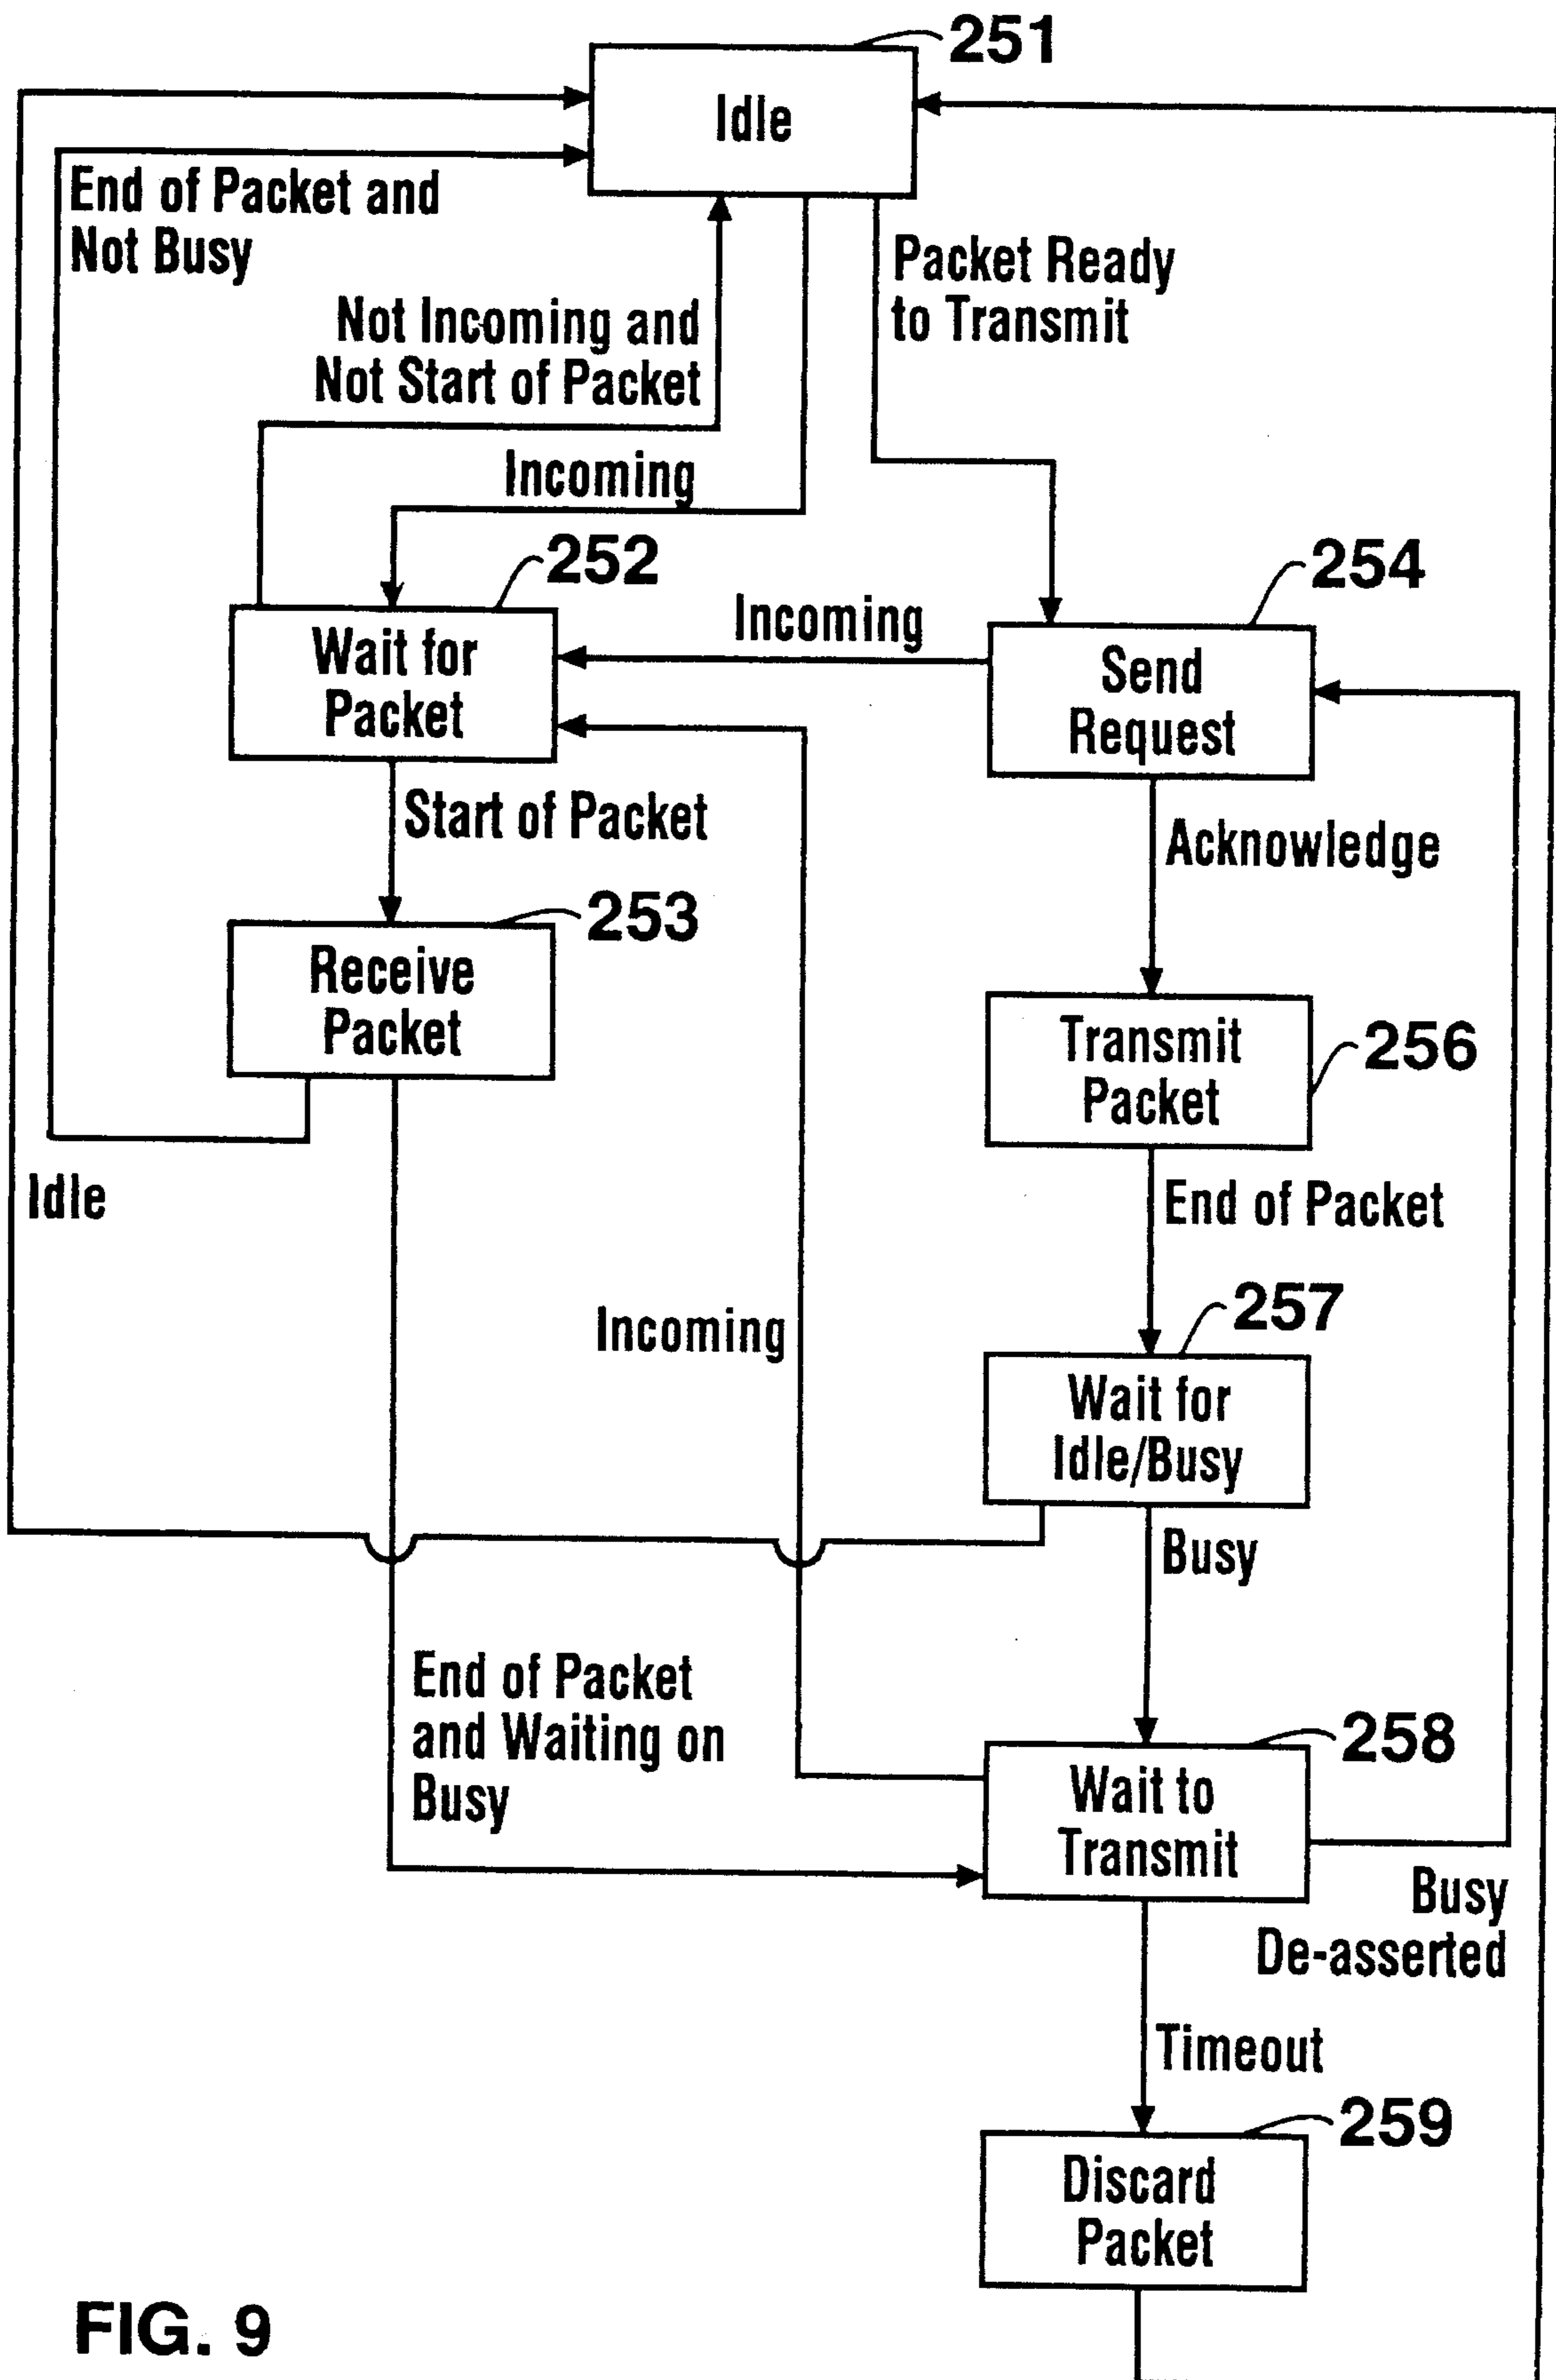 251
Idle
End of Packet and
Not Busy
Packet Ready
to Transmit
Not Incoming and
Not Start of Packet
Incoming
252
254
Incoming
Wait for
Packet
Send
Request
Start of Packet
Acknowledge
253
Receive
Packet
Transmit
Packet
256
Idle
End of Packet
257
Incoming
Wait for
Idle/Busy
Busy
End of Packet
and Waiting on
Busy
258
Wait to
Transmit
Busy
De-asserted
Timeout
259
Discard
Packet
FIG. 9